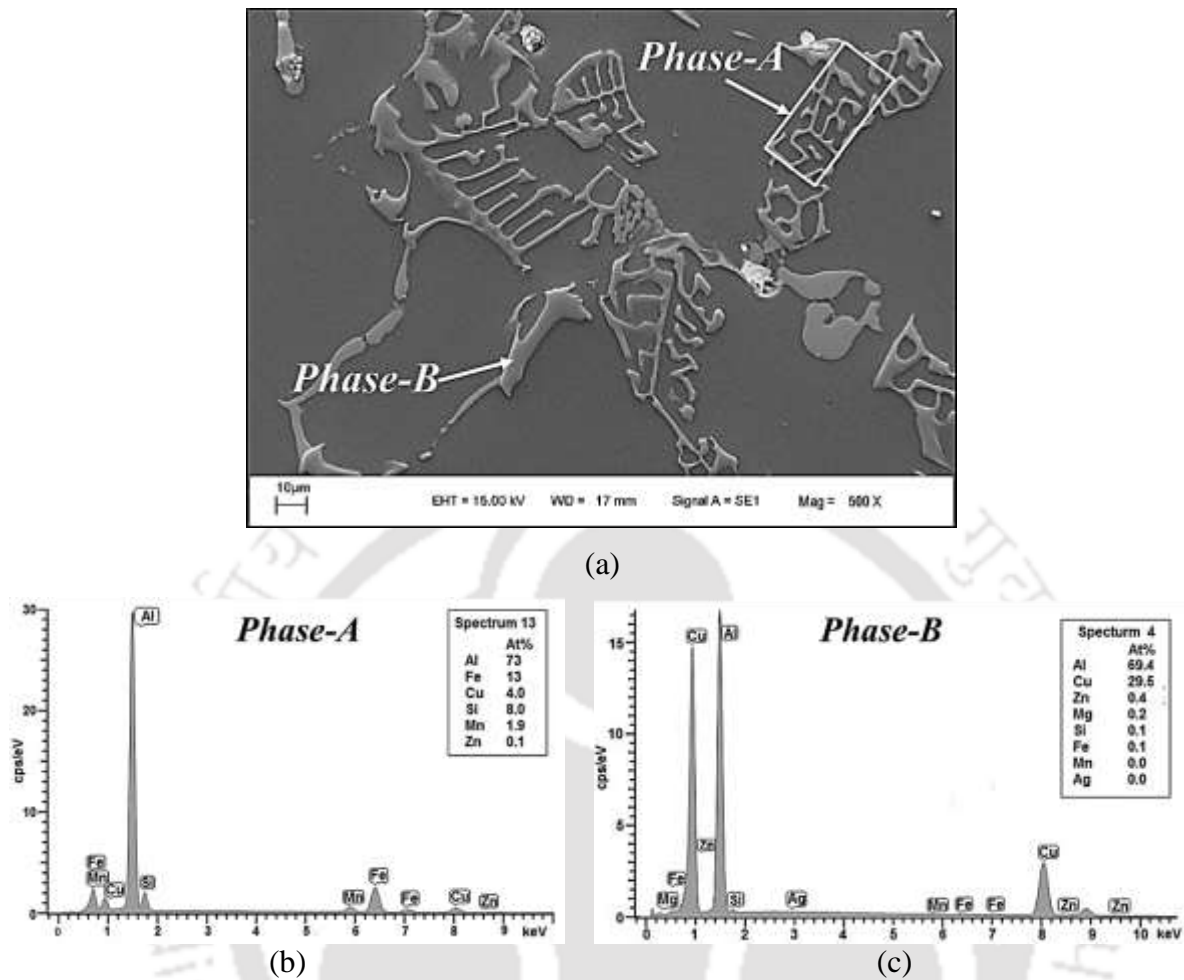 Phase-A
Phase-B
10µm
EHT = 15.00 kV WD = 17 mm Signal A = SE1 Mag = 500 X
(a)
Phase-A
Spectrum 13
At%
Al 73
Fe 13
Cu 4.0
Si 8.0
Mn 1.9
Zn 0.1
Al
Fe
Mn
Cu
Si
Mn
Fe
Fe
Cu
Zn
cps/eV
30
20
10
0
0 1 2 3 4 5 6 7 8 9 keV
(b)
Phase-B
Specturm 4
At%
Al 69.4
Cu 29.5
Zn 0.4
Mg 0.2
Si 0.1
Fe 0.1
Mn 0.0
Ag 0.0
Cu
Al
Zn
Fe
Mg
Si
Ag
Mn
Fe
Fe
Cu
Zn
Zn
cps/eV
15
10
5
0
0 1 2 3 4 5 6 7 8 9 10 keV
(c)